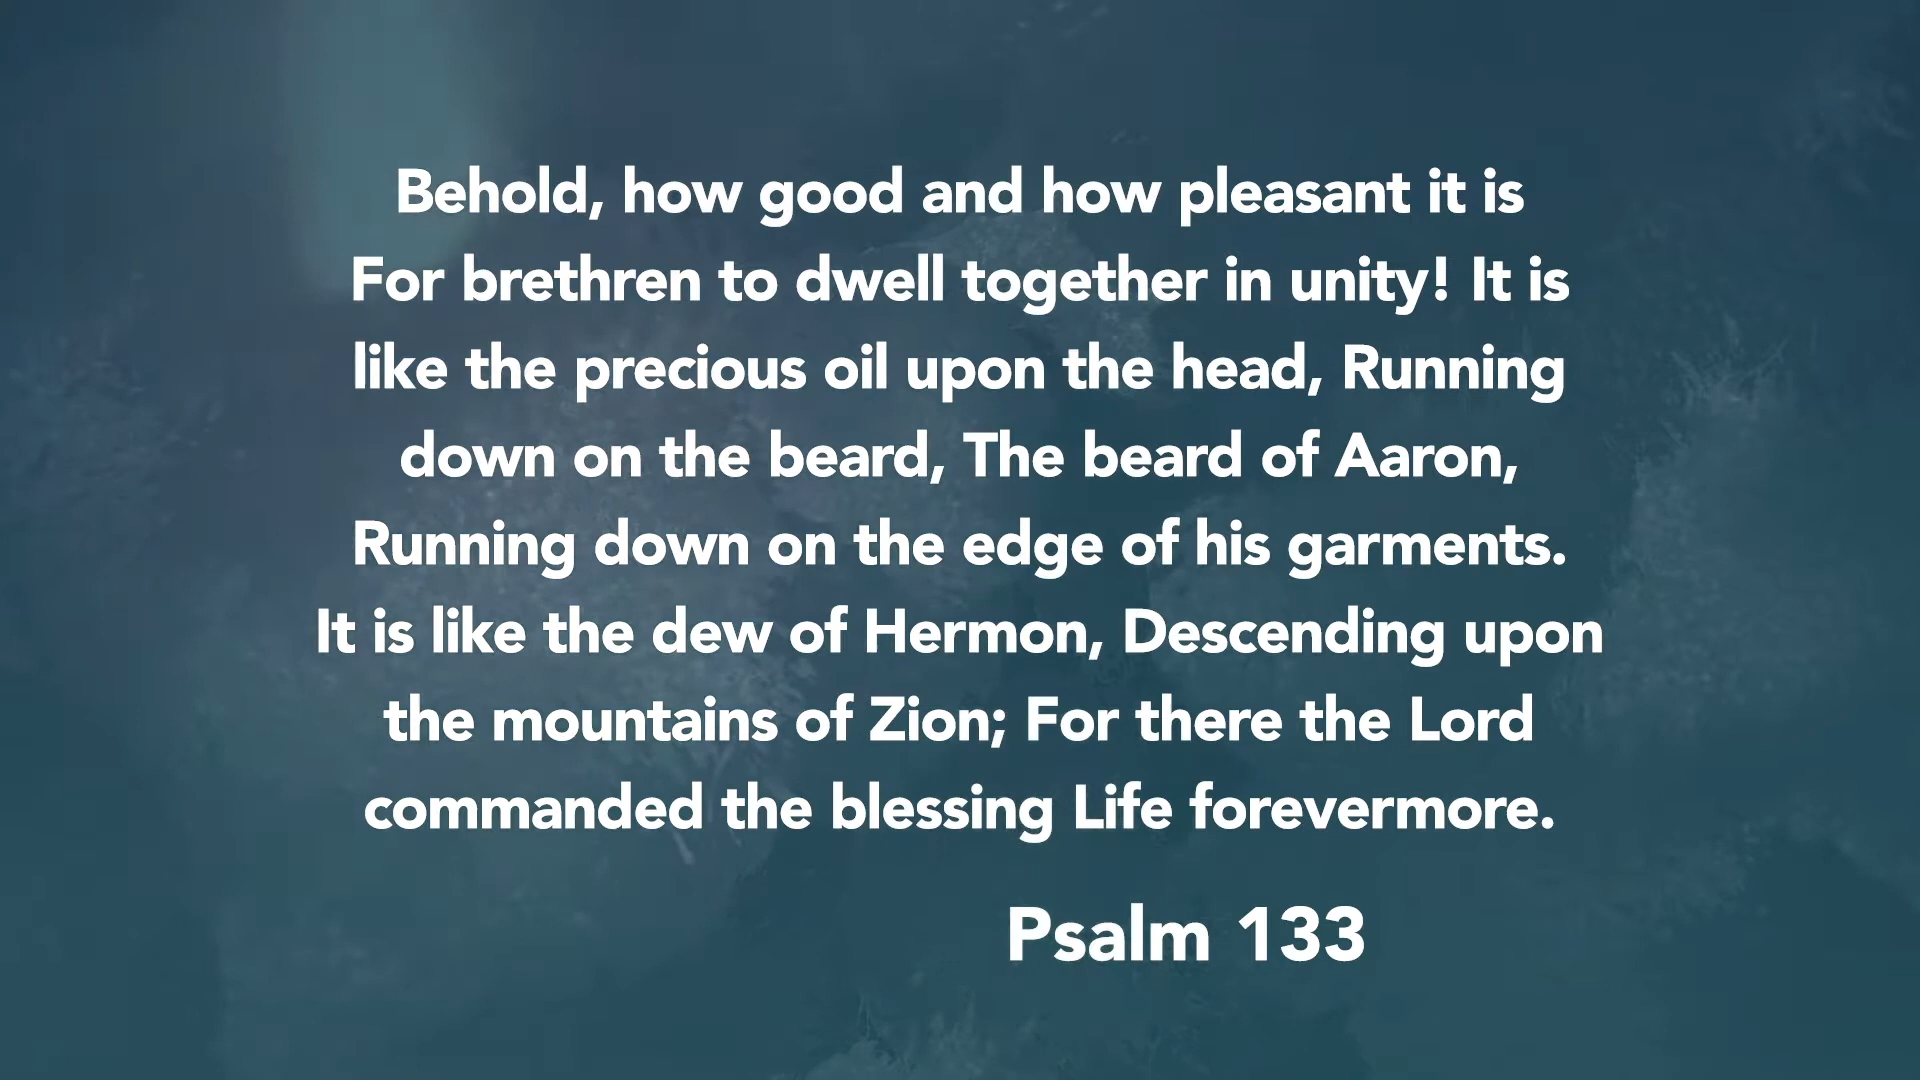 Behold, how good and how pleasant it is
For brethren to dwell together in unity! It is
like the precious oil upon the head, Running
down on the beard, The beard of Aaron,
Running down on the edge of his garments.
It is like the dew of Hermon, Descending upon
the mountains of Zion; For there the Lord
commanded the blessing Life forevermore.
Psalm 133